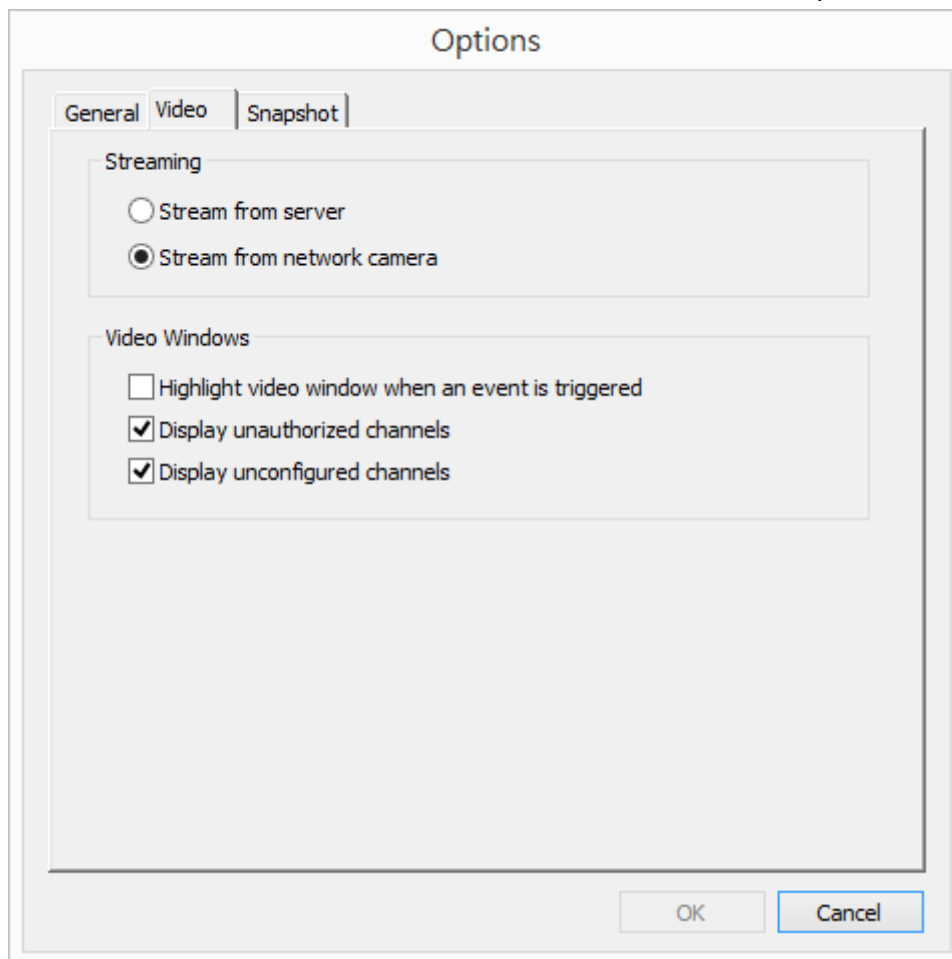 Options
General Video Snapshot
Streaming
Stream from server
Stream from network camera
Video Windows
Highlight video window when an event is triggered
Display unauthorized channels
Display unconfigured channels
OK Cancel